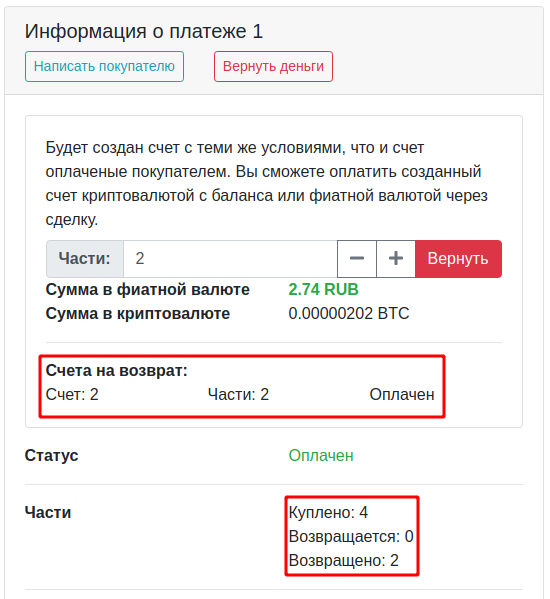 Информация о платеже 1
Написать покупателю Вернуть деньги
Будет создан счет с теми же условиями, что и счет
оплаченые покупателем. Вы сможете оплатить созданный
счет криптовалютой с баланса или фиатной валютой через
сделку.
Части: 2 Вернуть
Сумма в фиатной валюте 2.74 RUB
Сумма в криптовалюте 0.00000202 BTC
Счета на возврат:
Счет: 2 Части: 2 Оплачен
Статус Оплачен
Части Куплено: 4
Возвращается: 0
Возвращено: 2